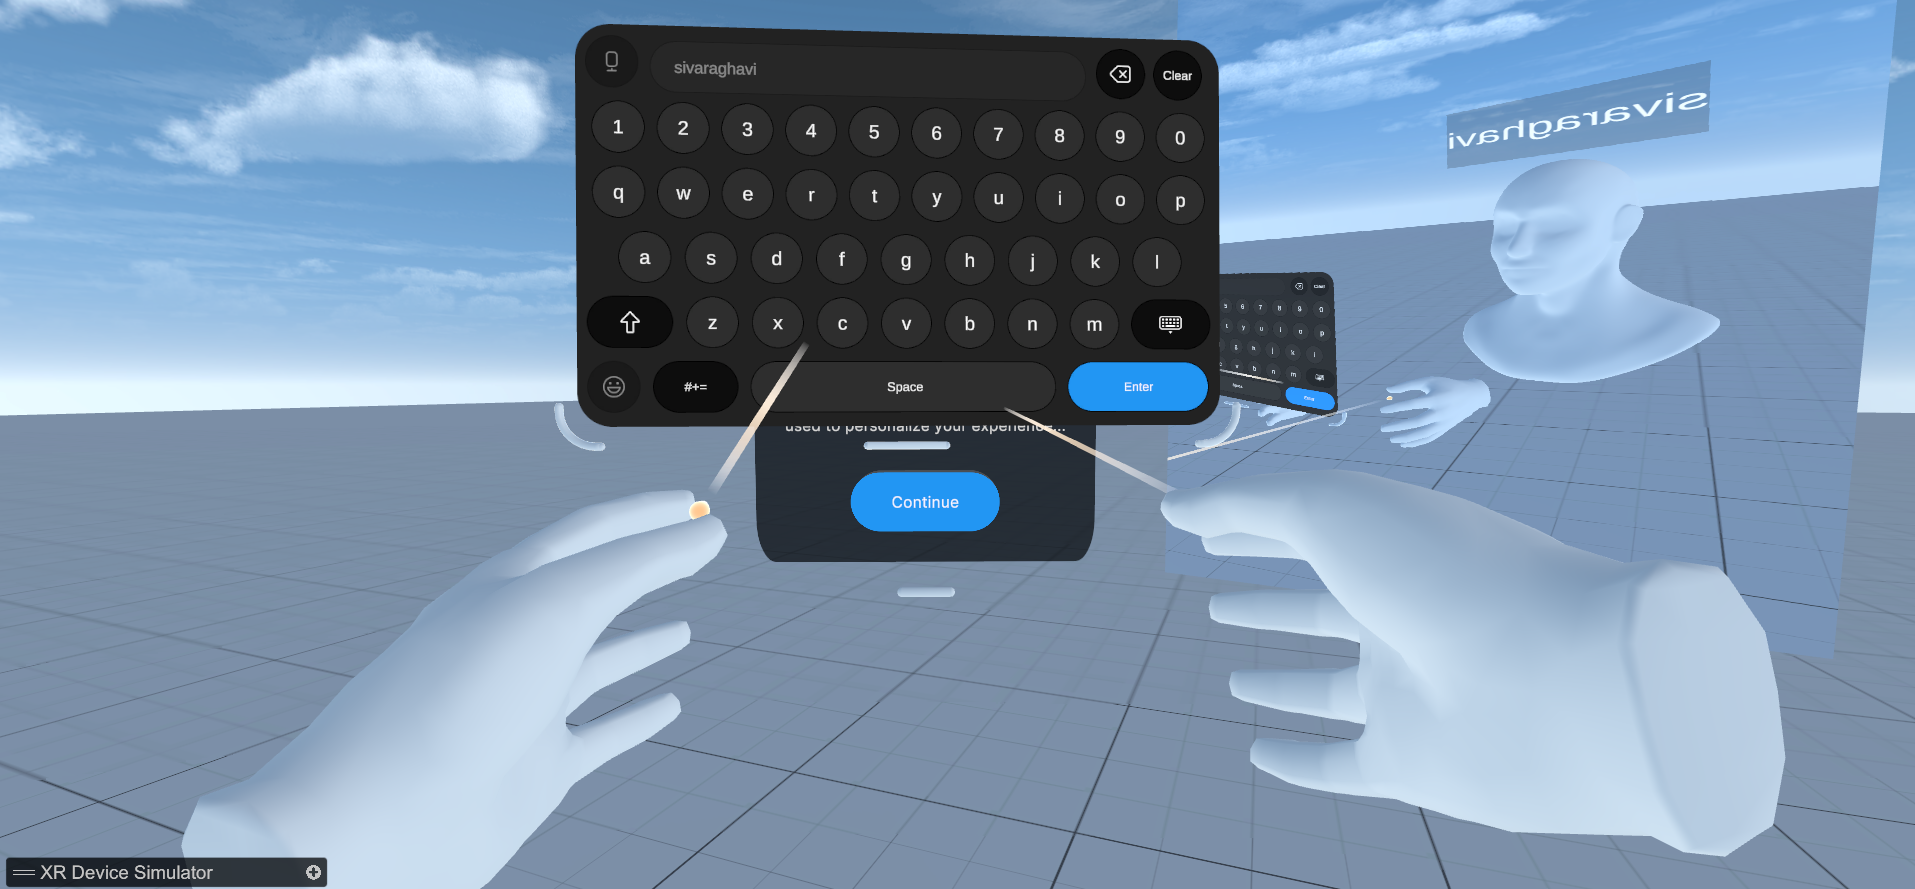 sivaraghavi
Clear
1 2 3 4 5 6 7 8 9 0
q w e r t y u i o p
a s d f g h j k l
z x c v b n m
#+= Space Enter
used to personalize your experience...
Continue
sivaraghavi
XR Device Simulator